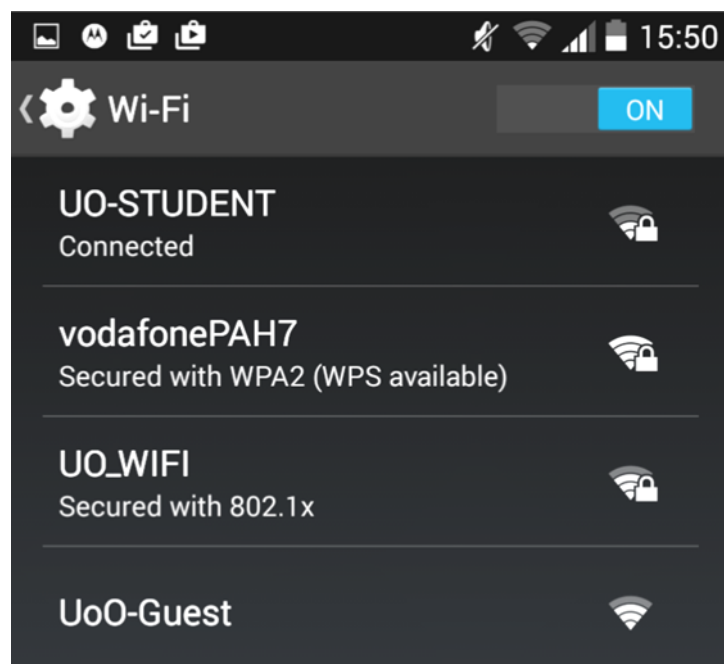 15:50
Wi-Fi
ON
UO-STUDENT
Connected
vodafonePAH7
Secured with WPA2 (WPS available)
UO_WIFI
Secured with 802.1x
UoO-Guest